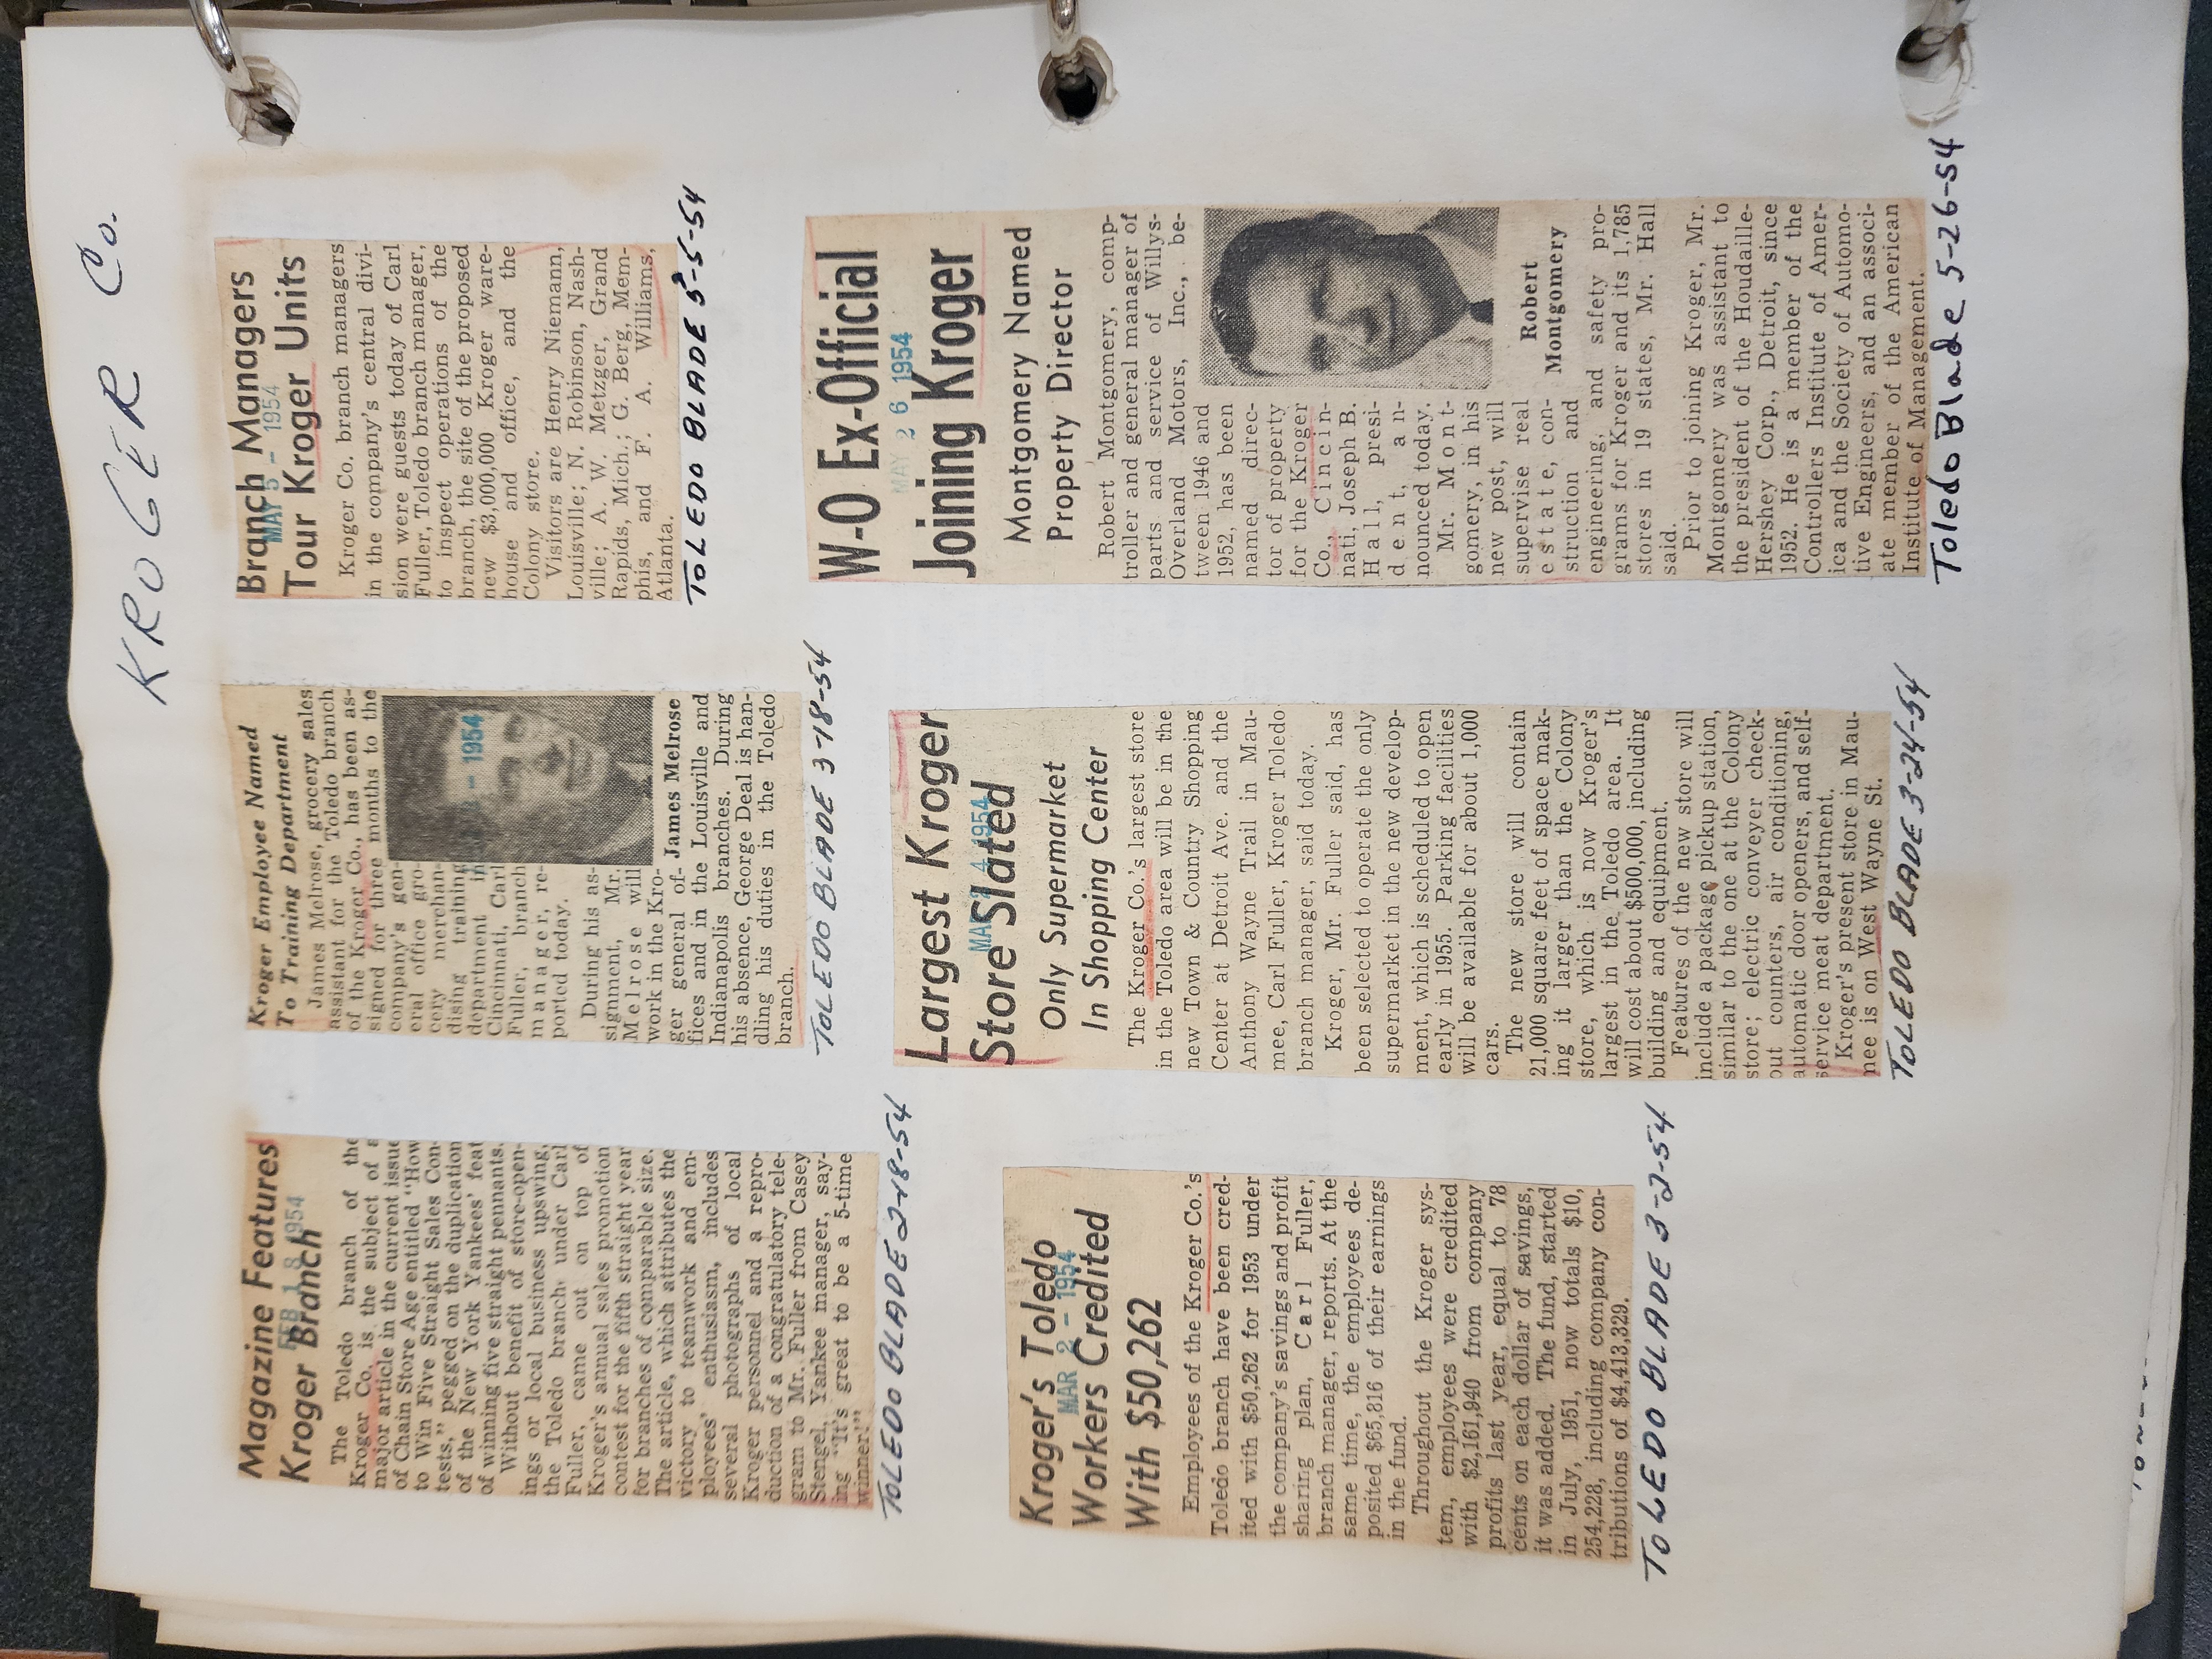 KROGER Co.
Magazine Features
Kroger Branch
FEB 18 1954
The Toledo branch of the
Kroger Co. is the subject of a
major article in the current issue
of Chain Store Age entitled "How
to Win Five Straight Sales Con-
tests," pegged on the duplication
of the New York Yankees' feat
of winning five straight pennants.
Without benefit of store-open-
ings or local business upswing,
the Toledo branch under Carl
Fuller, came out on top of
Kroger's annual sales promotion
contest for the fifth straight year
for branches of comparable size.
The article, which attributes the
victory to teamwork and em-
ployees' enthusiasm, includes
several photographs of local
Kroger personnel and a repro-
duction of a congratulatory tele-
gram to Mr. Fuller from Casey
Stengel, Yankee manager, say-
ing "It's great to be a 5-time
winner."
TOLEDO BLADE 2-18-54
Kroger Employee Named
To Training Department
James Melrose, grocery sales
assistant for the Toledo branch
of the Kroger Co., has been as-
signed for three months to the
company's gen-
eral office gro-
cery merchan-
dising training
department in
Cincinnati, Carl
Fuller, branch
manager, re-
ported today.
1954
During his as-
signment, Mr.
Melrose will
work in the Kro-
ger general of-
James Melrose
fices and in the Louisville and
Indianapolis branches. During
his absence, George Deal is han-
dling his duties in the Toledo
branch.
TOLEDO BLADE 3-18-54
Branch Managers
Tour Kroger Units
MAY 5 - 1954
Kroger Co. branch managers
in the company's central divi-
sion were guests today of Carl
Fuller, Toledo branch manager,
to inspect operations of the
branch, the site of the proposed
new $3,000,000 Kroger ware-
house and office, and the
Colony store.
Visitors are Henry Niemann,
Louisville; N. Robinson, Nash-
ville; A. W. Metzger, Grand
Rapids, Mich.; G. Berg, Mem-
phis, and F. A. Williams,
Atlanta.
TOLEDO BLADE 5-5-54
Kroger's Toledo
Workers Credited
With $50,262
MAR 2 - 1954
Employees of the Kroger Co.'s
Toledo branch have been cred-
ited with $50,262 for 1953 under
the company's savings and profit
sharing plan, Carl Fuller,
branch manager, reports. At the
same time, the employees de-
posited $65,816 of their earnings
in the fund.
Throughout the Kroger sys-
tem, employees were credited
with $2,161,940 from company
profits last year, equal to 78
cents on each dollar of savings,
it was added. The fund, started
in July, 1951, now totals $10,
254,228, including company con-
tributions of $4,413,329.
TOLEDO BLADE 3-2-54
Largest Kroger
Store Slated
MAR 24 1954
Only Supermarket
In Shopping Center
The Kroger Co.'s largest store
in the Toledo area will be in the
new Town & Country Shopping
Center at Detroit Ave. and the
Anthony Wayne Trail in Mau-
mee, Carl Fuller, Kroger Toledo
branch manager, said today.
Kroger, Mr. Fuller said, has
been selected to operate the only
supermarket in the new develop-
ment, which is scheduled to open
early in 1955. Parking facilities
will be available for about 1,000
cars.
The new store will contain
21,000 square feet of space mak-
ing it larger than the Colony
store, which is now Kroger's
largest in the Toledo area. It
will cost about $500,000, including
building and equipment.
Features of the new store will
include a package pickup station,
similar to the one at the Colony
store; electric conveyer check-
out counters, air conditioning,
automatic door openers, and self-
service meat department.
Kroger's present store in Mau-
mee is on West Wayne St.
TOLEDO BLADE 3-24-54
W-O Ex-Official
Joining Kroger
MAY 26 1954
Montgomery Named
Property Director
Robert Montgomery, comp-
troller and general manager of
parts and service of Willys-
Overland Motors, Inc., be-
tween 1946 and
1952, has been
named direc-
tor of property
for the Kroger
Co., Cincin-
nati, Joseph B.
Hall, presi-
dent, an-
nounced today.
Mr. Mont-
gomery, in his
new post, will
supervise real
estate, con-
struction and
Robert
Montgomery
engineering, and safety pro-
grams for Kroger and its 1,785
stores in 19 states, Mr. Hall
said.
Prior to joining Kroger, Mr.
Montgomery was assistant to
the president of the Houdaille-
Hershey Corp., Detroit, since
1952. He is a member of the
Controllers Institute of Amer-
ica and the Society of Automo-
tive Engineers, and an associ-
ate member of the American
Institute of Management.
Toledo Blade 5-26-54